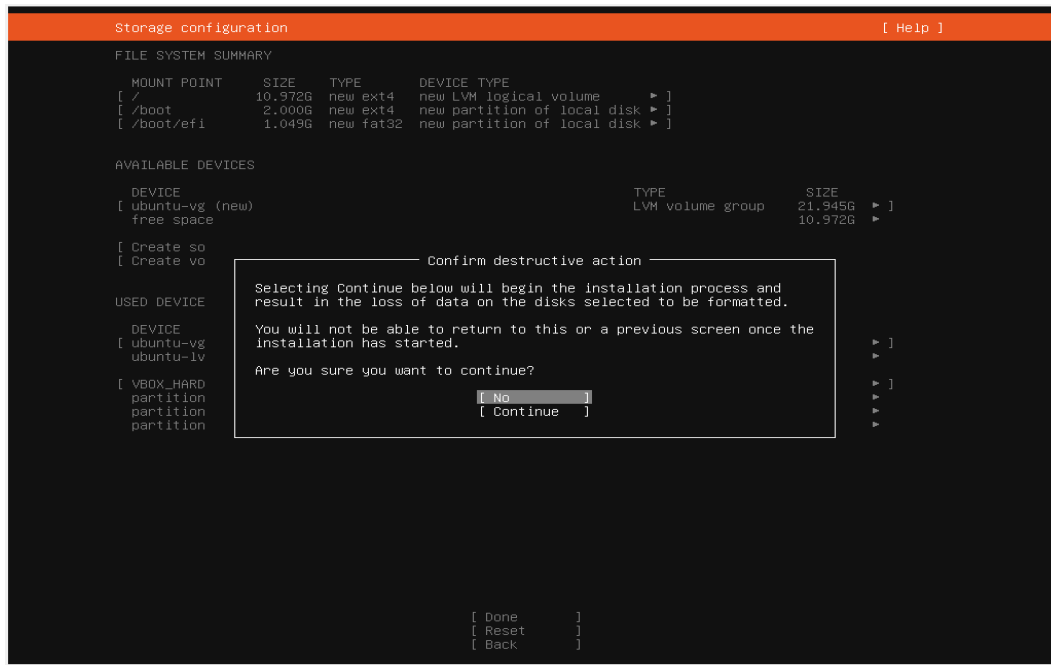 Storage configuration [ Help ]
FILE SYSTEM SUMMARY
MOUNT POINT SIZE TYPE DEVICE TYPE
[ / 10.972G new ext4 new LVM logical volume ▸ ]
[ /boot 2.000G new ext4 new partition of local disk ▸ ]
[ /boot/efi 1.049G new fat32 new partition of local disk ▸ ]
AVAILABLE DEVICES
DEVICE TYPE SIZE
[ ubuntu-vg (new) LVM volume group 21.945G ▸ ]
free space 10.972G ▸
[ Create so
[ Create vo
Confirm destructive action
Selecting Continue below will begin the installation process and
result in the loss of data on the disks selected to be formatted.
You will not be able to return to this or a previous screen once the
installation has started.
Are you sure you want to continue?
[ No ]
[ Continue ]
USED DEVICE
DEVICE
[ ubuntu-vg ▸ ]
ubuntu-lv ▸
[ VBOX_HARD ▸ ]
partition ▸
partition ▸
partition ▸
[ Done ]
[ Reset ]
[ Back ]